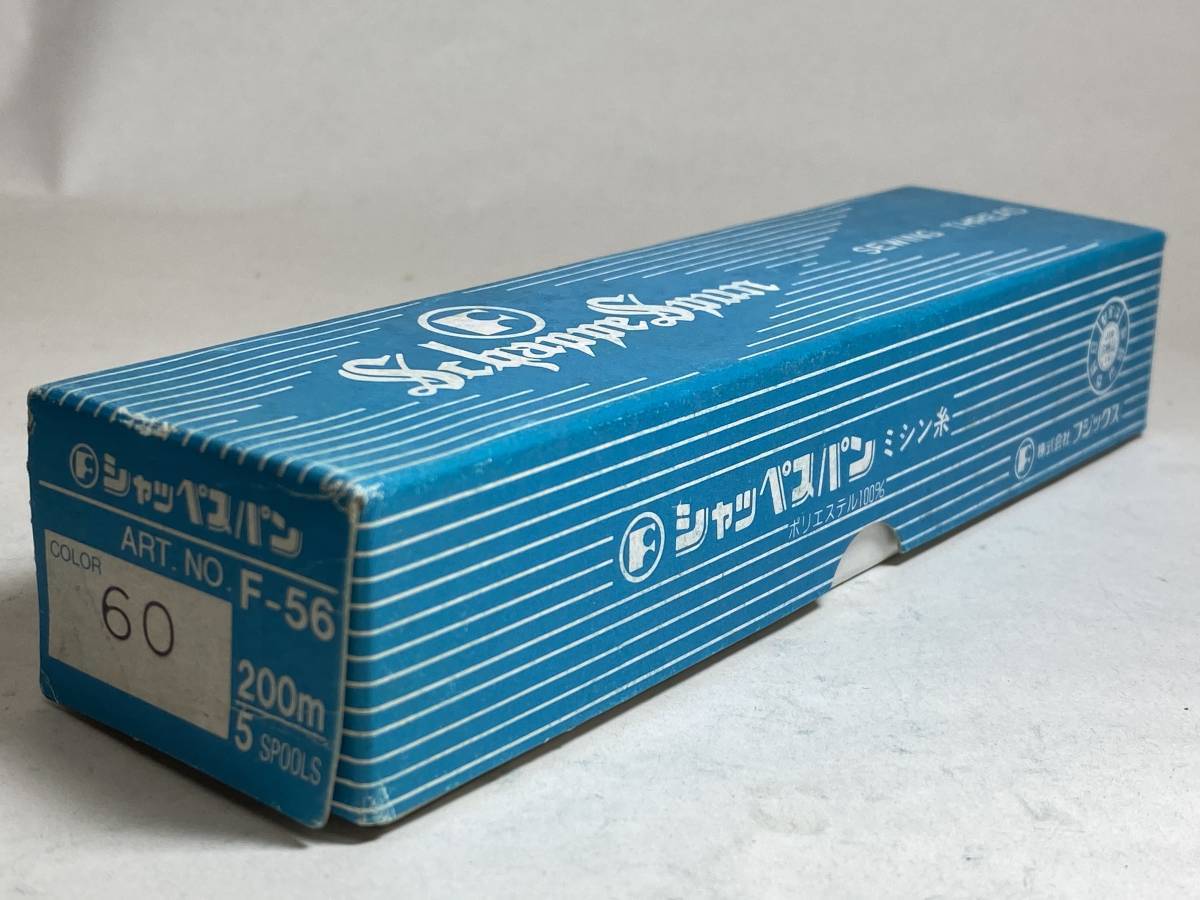 F
SchappeSpun
SEWING THREAD
F シャッペスパン
ART. NO. F-56
COLOR
60
200m
5 SPOOLS
F シャッペスパン ミシン糸
ポリエステル100%
F 株式会社 フジックス